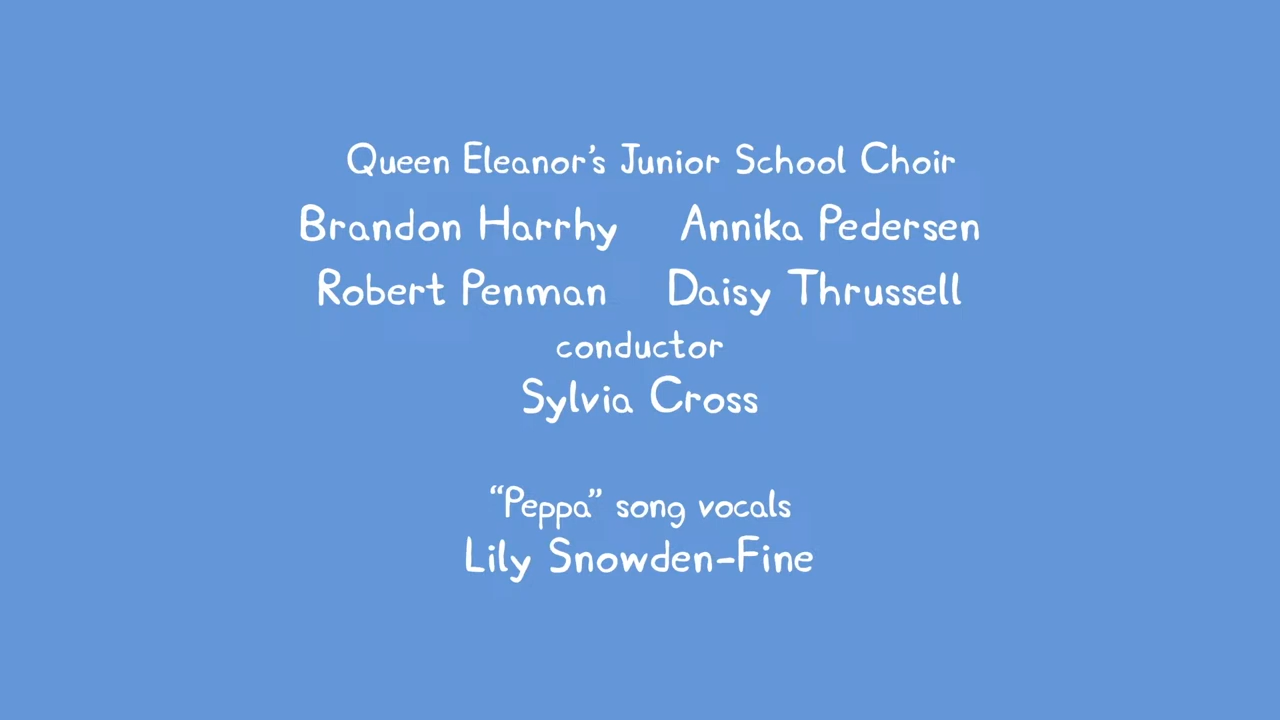 Queen Eleanor’s Junior School Choir
Brandon Harrhy Annika Pedersen
Robert Penman Daisy Thrussell
conductor
Sylvia Cross
“Peppa” song vocals
Lily Snowden-Fine